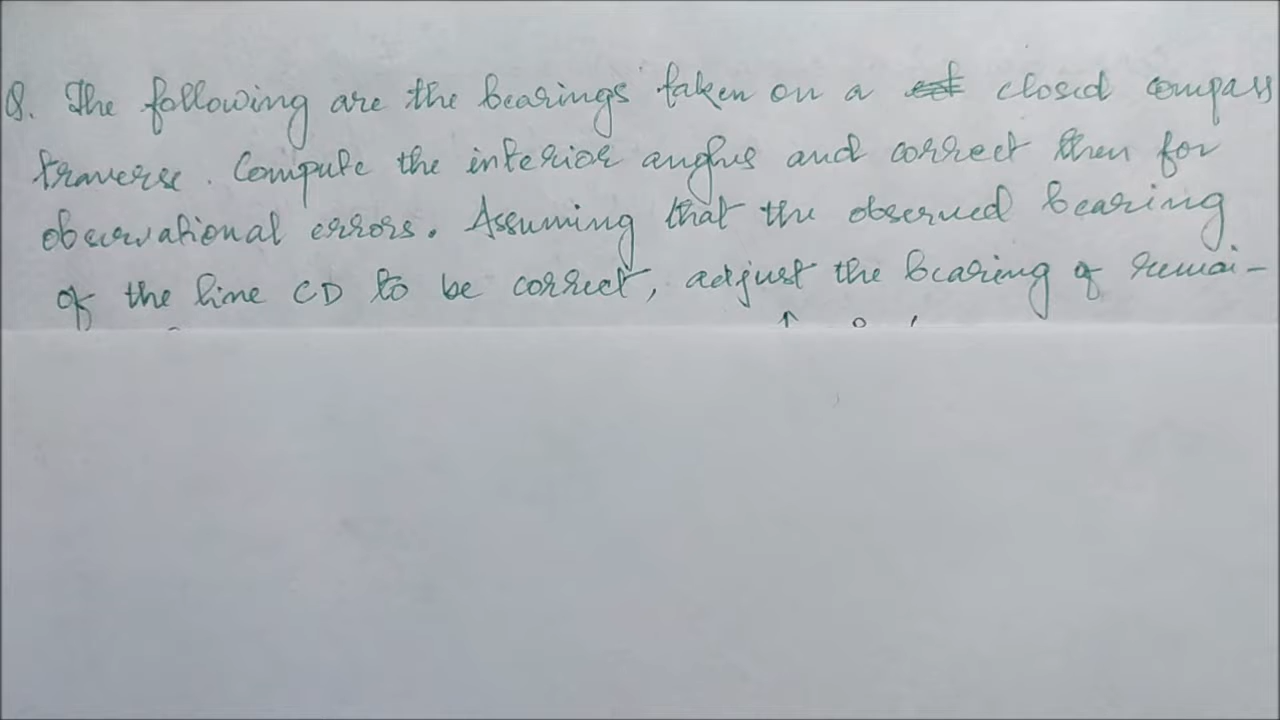 Q. The following are the bearings taken on a closed compass
traverse. Compute the interior angles and correct them for
observational errors. Assuming that the observed bearing
of the line CD to be correct, adjust the bearing of remai-